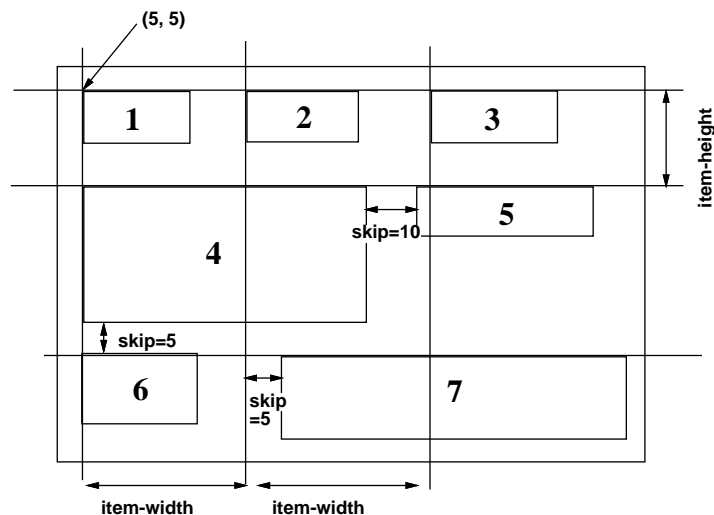 (5, 5)
1
2
3
item-height
4
skip=10
5
skip=5
6
skip
=5
7
item-width
item-width